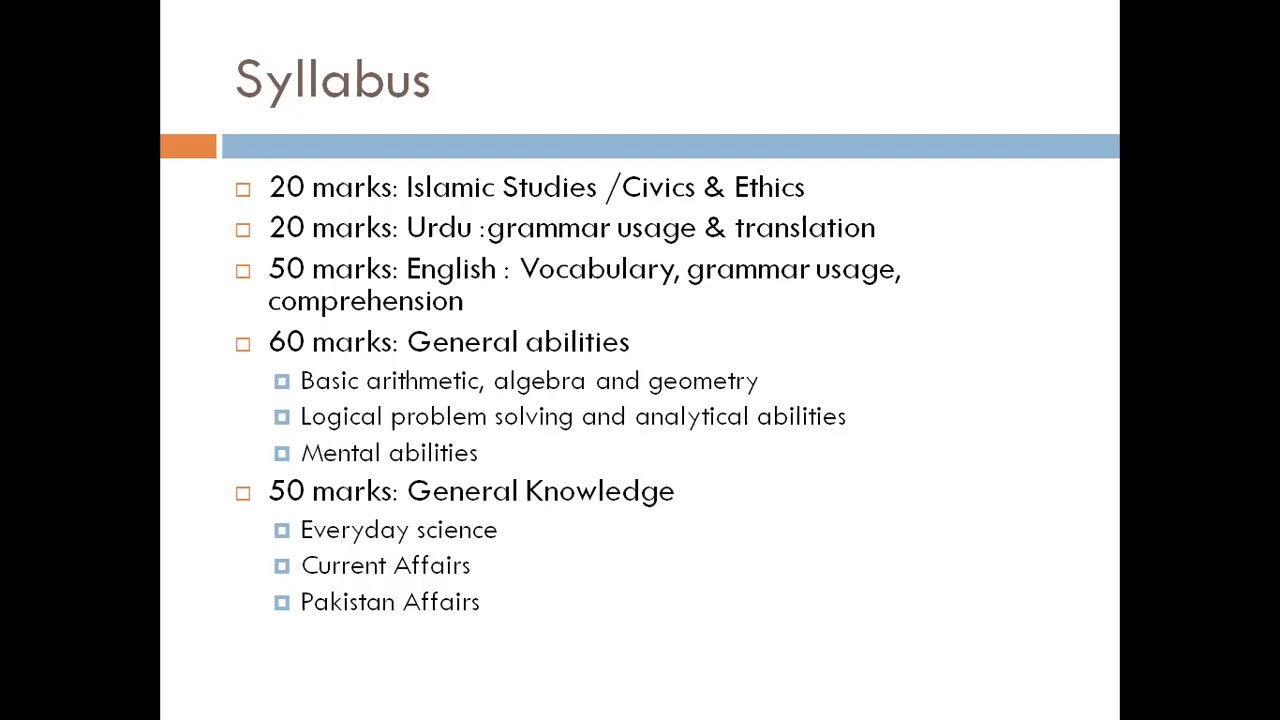 Syllabus
20 marks: Islamic Studies /Civics & Ethics
20 marks: Urdu :grammar usage & translation
50 marks: English : Vocabulary, grammar usage,
comprehension
60 marks: General abilities
Basic arithmetic, algebra and geometry
Logical problem solving and analytical abilities
Mental abilities
50 marks: General Knowledge
Everyday science
Current Affairs
Pakistan Affairs